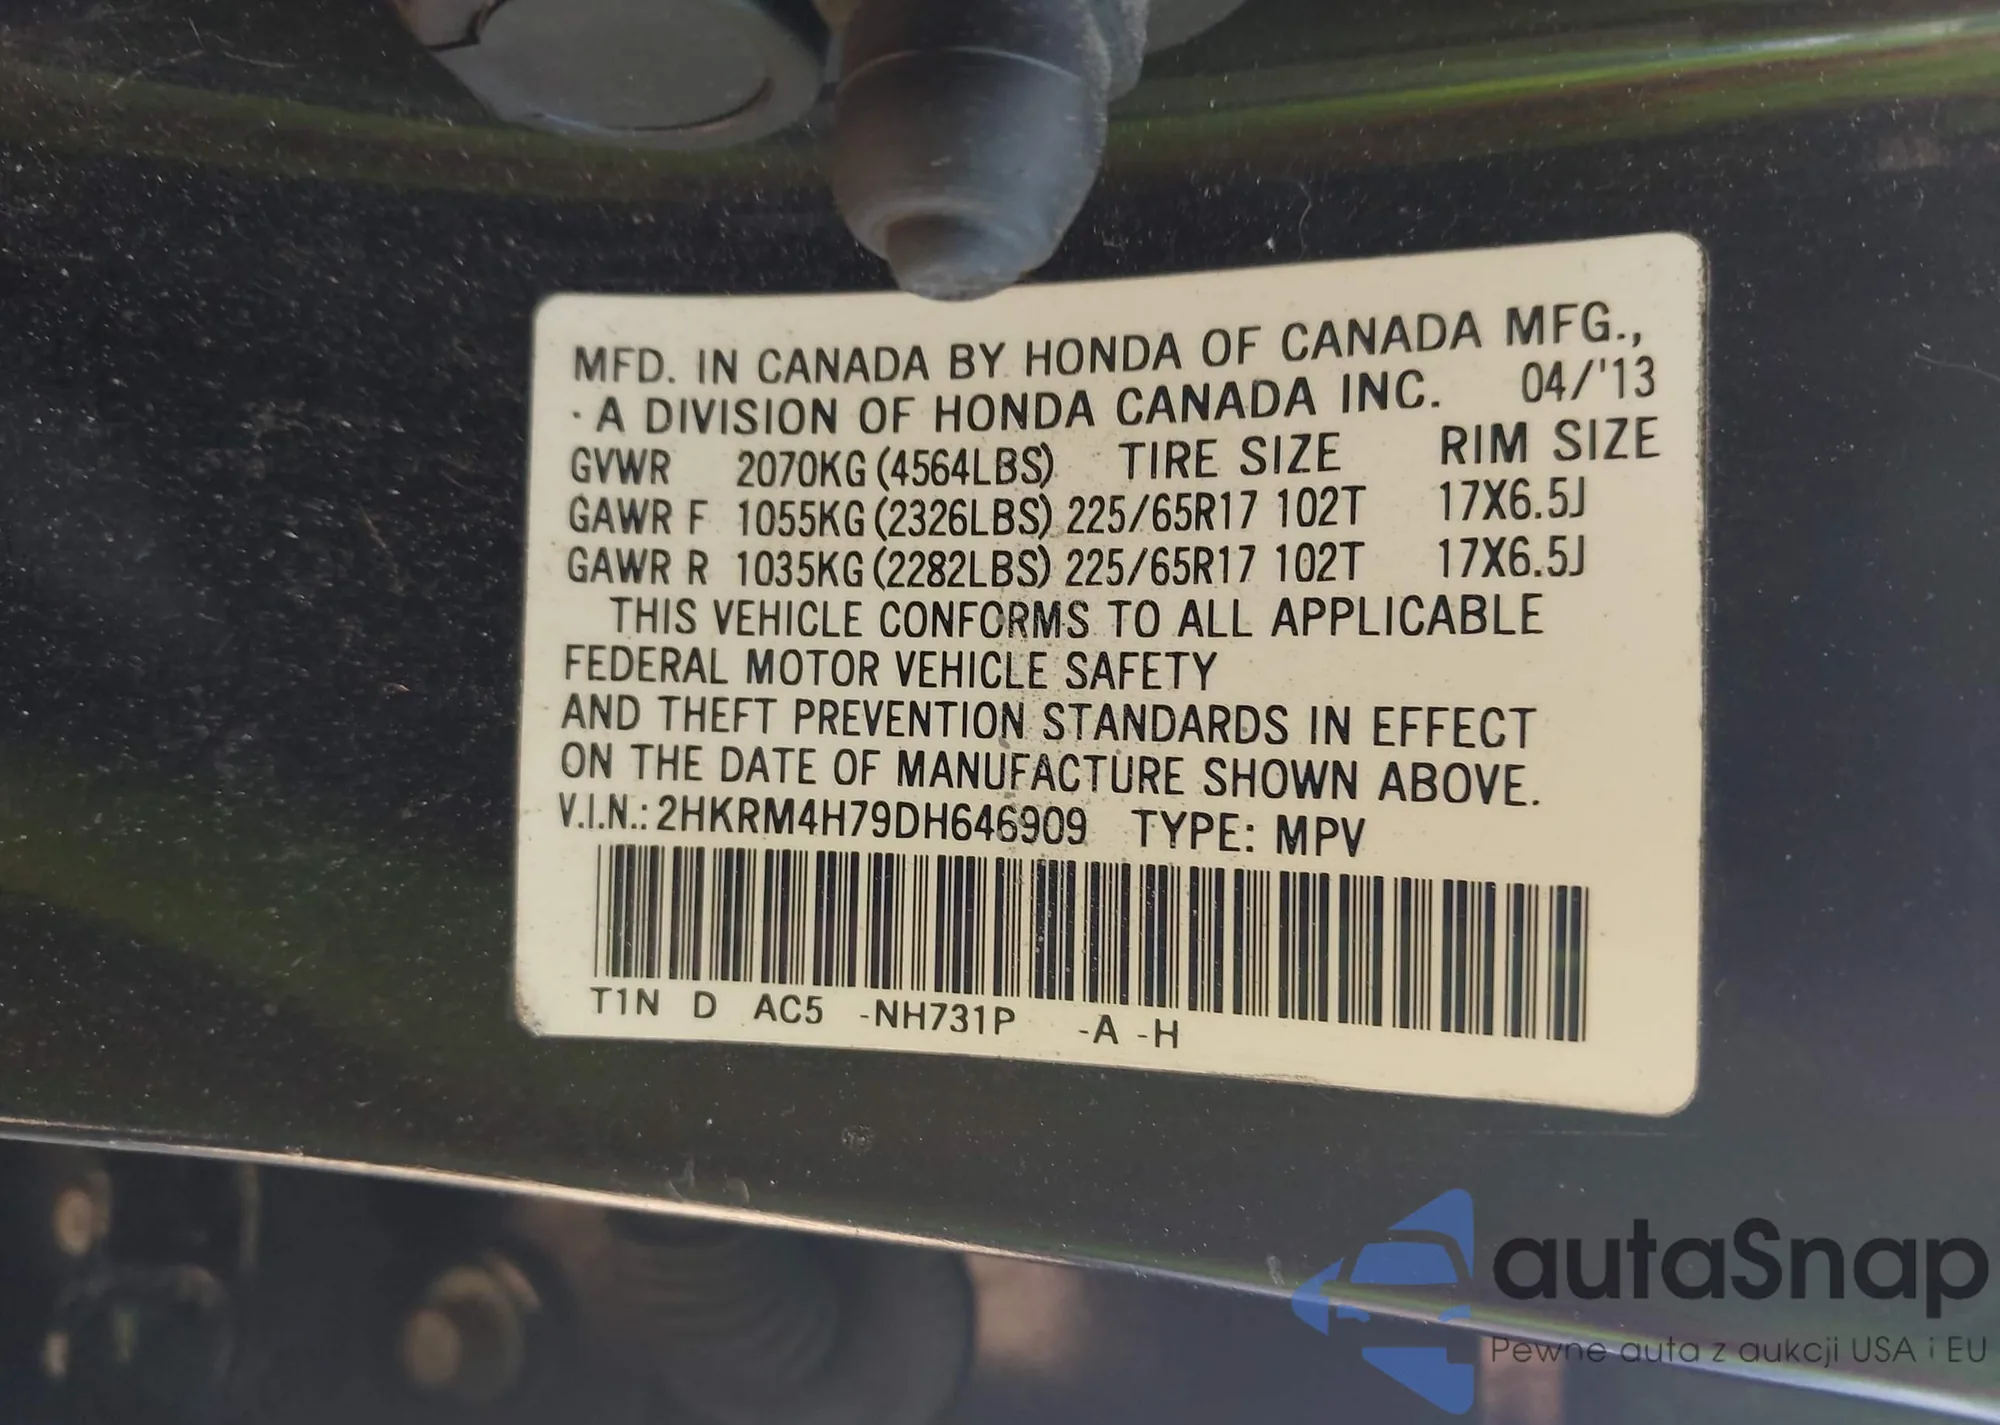 MFD. IN CANADA BY HONDA OF CANADA MFG.,
· A DIVISION OF HONDA CANADA INC. 04/'13
GVWR 2070KG (4564LBS) TIRE SIZE RIM SIZE
GAWR F 1055KG (2326LBS) 225/65R17 102T 17X6.5J
GAWR R 1035KG (2282LBS) 225/65R17 102T 17X6.5J
THIS VEHICLE CONFORMS TO ALL APPLICABLE
FEDERAL MOTOR VEHICLE SAFETY
AND THEFT PREVENTION STANDARDS IN EFFECT
ON THE DATE OF MANUFACTURE SHOWN ABOVE.
V.I.N.: 2HKRM4H79DH646909 TYPE: MPV
T1N D AC5 -NH731P -A -H
autaSnap
Pewne auta z aukcji USA i EU